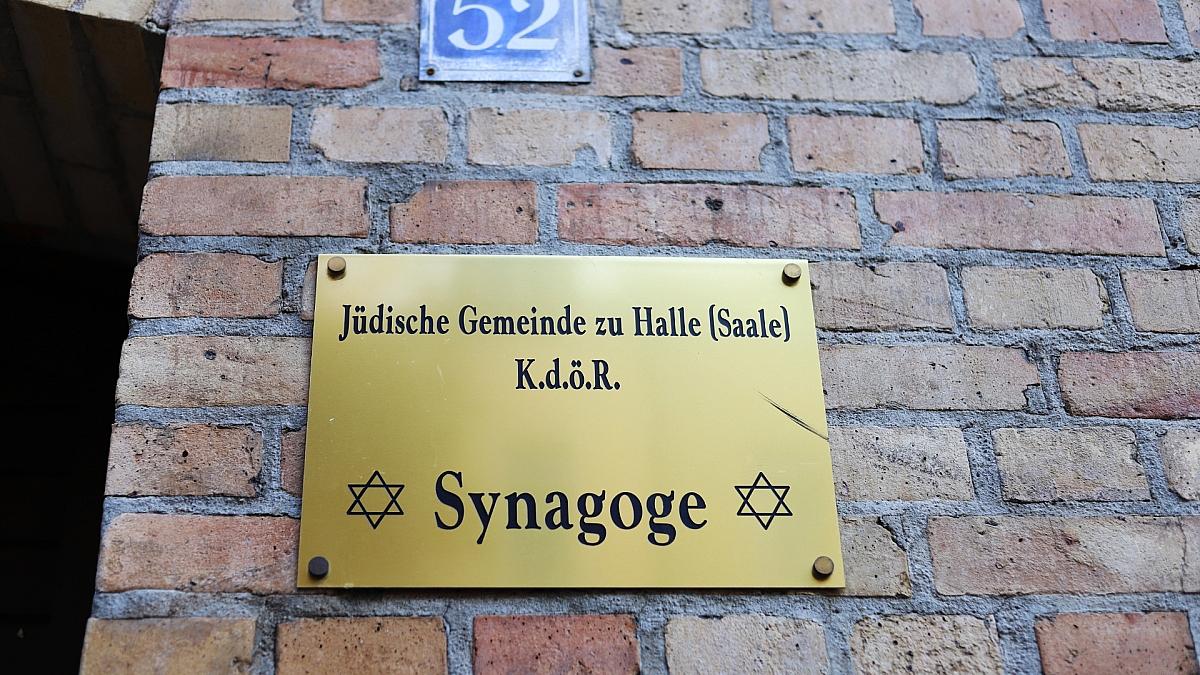 52
Jüdische Gemeinde zu Halle (Saale)
K.d.ö.R.
Synagoge